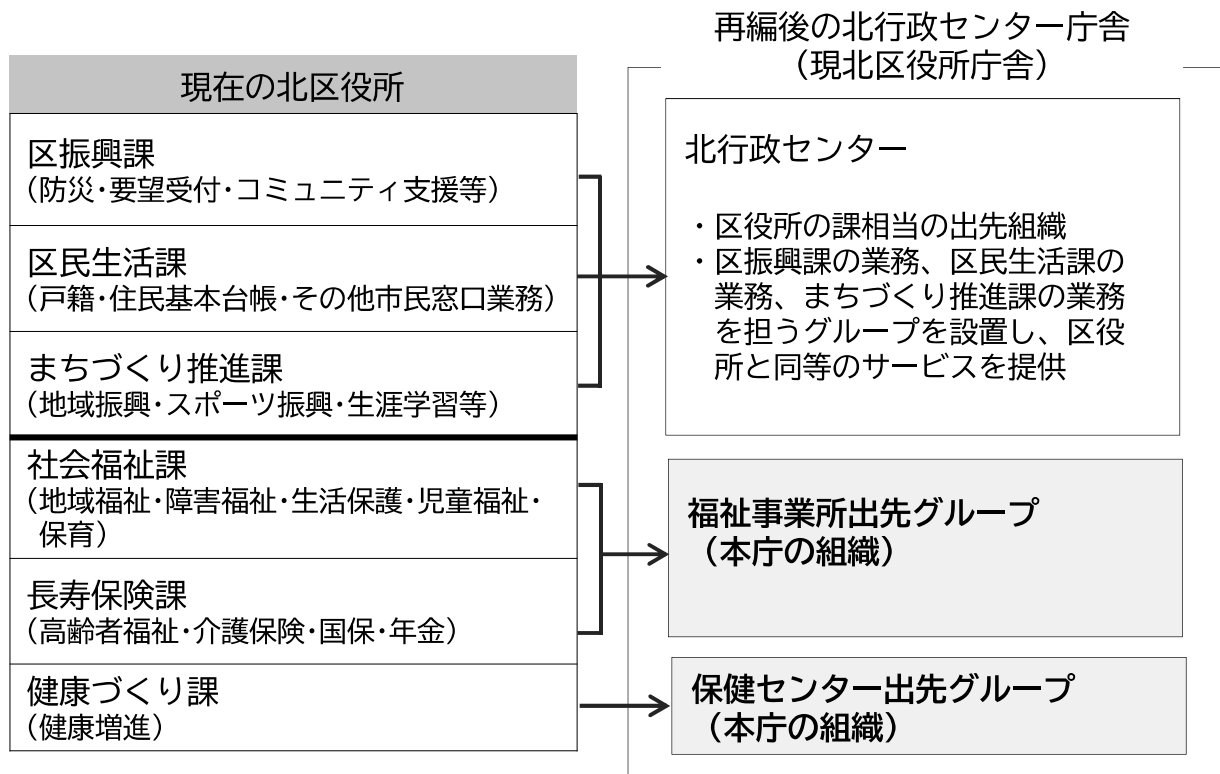 現在の北区役所
区振興課
（防災・要望受付・コミュニティ支援等）
区民生活課
（戸籍・住民基本台帳・その他市民窓口業務）
まちづくり推進課
（地域振興・スポーツ振興・生涯学習等）
社会福祉課
（地域福祉・障害福祉・生活保護・児童福祉・
保育）
長寿保険課
（高齢者福祉・介護保険・国保・年金）
健康づくり課
（健康増進）
再編後の北行政センター庁舎
（現北区役所庁舎）
北行政センター
・区役所の課相当の出先組織
・区振興課の業務、区民生活課の
業務、まちづくり推進課の業務
を担うグループを設置し、区役
所と同等のサービスを提供
福祉事業所出先グループ
（本庁の組織）
保健センター出先グループ
（本庁の組織）